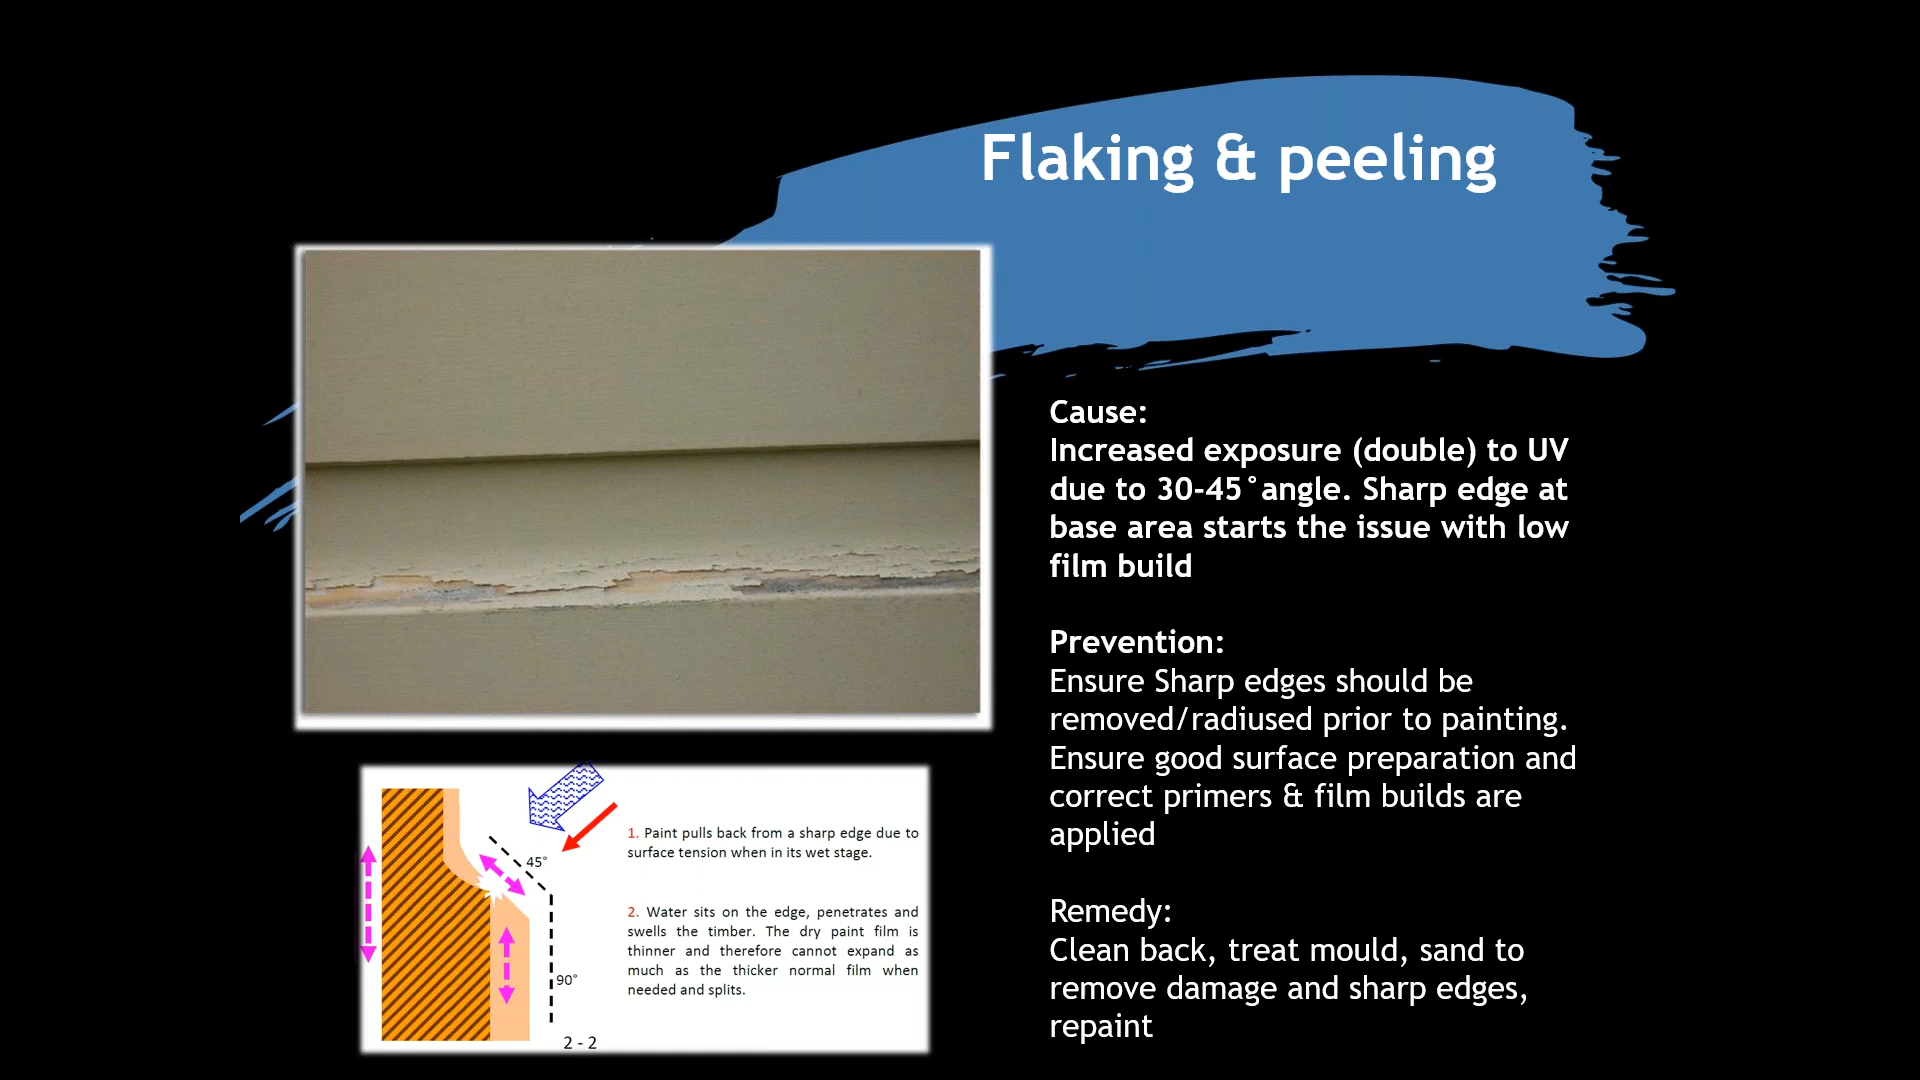 Flaking & peeling
Cause:
Increased exposure (double) to UV
due to 30-45°angle. Sharp edge at
base area starts the issue with low
film build
Prevention:
Ensure Sharp edges should be
removed/radiused prior to painting.
Ensure good surface preparation and
correct primers & film builds are
applied
Remedy:
Clean back, treat mould, sand to
remove damage and sharp edges,
repaint
45°
90°
2 - 2
1. Paint pulls back from a sharp edge due to
surface tension when in its wet stage.
2. Water sits on the edge, penetrates and
swells the timber. The dry paint film is
thinner and therefore cannot expand as
much as the thicker normal film when
needed and splits.